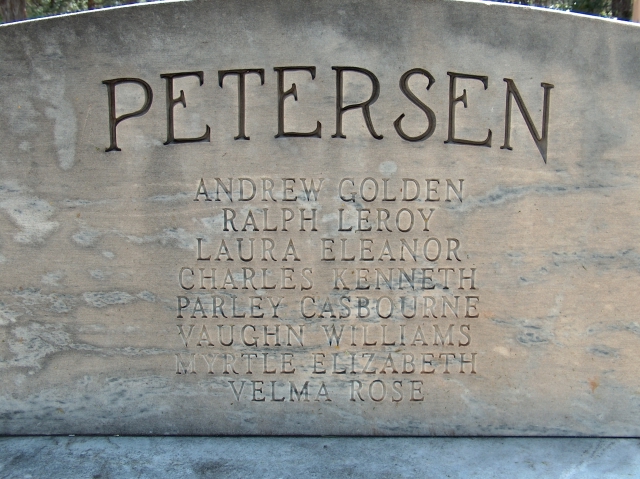 PETERSEN
ANDREW GOLDEN
RALPH LEROY
LAURA ELEANOR
CHARLES KENNETH
PARLEY CASBOURNE
VAUGHN WILLIAMS
MYRTLE ELIZABETH
VELMA ROSE